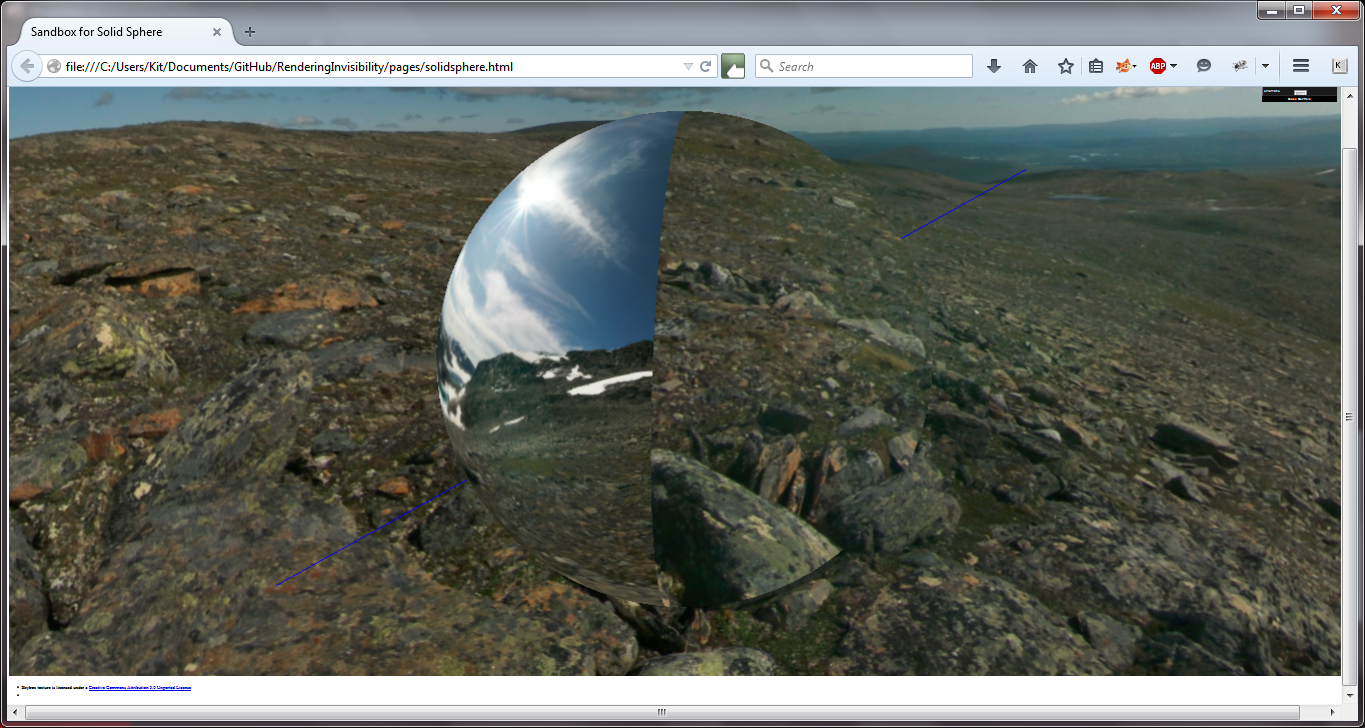 Sandbox for Solid Sphere
file:///C:/Users/Kit/Documents/GitHub/RenderingInvisibility/pages/solidsphere.html
Search
ABP
K
Skybox texture is licensed under a Creative Commons Attribution 3.0 Unported License